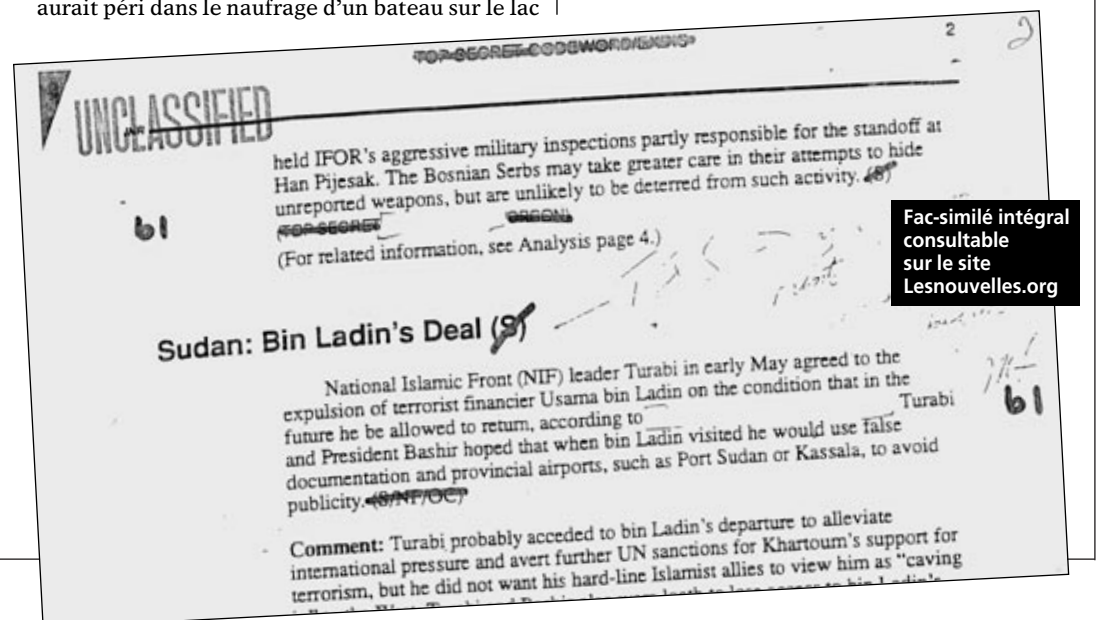 aurait péri dans le naufrage d'un bateau sur le lac
TOP SECRET CODEWORD/EXDIS
2
2
UNCLASSIFIED
INR
held IFOR's aggressive military inspections partly responsible for the standoff at
Han Pijesak. The Bosnian Serbs may take greater care in their attempts to hide
unreported weapons, but are unlikely to be deterred from such activity. (S)
b1
(TOP SECRET
(For related information, see Analysis page 4.)
Fac-similé intégral
consultable
sur le site
Lesnouvelles.org
Sudan: Bin Ladin's Deal (S)
National Islamic Front (NIF) leader Turabi in early May agreed to the
expulsion of terrorist financier Usama bin Ladin on the condition that in the
future he be allowed to return, according to Turabi
b1
and President Bashir hoped that when bin Ladin visited he would use false
documentation and provincial airports, such as Port Sudan or Kassala, to avoid
publicity. (S/NF/OC)
Comment: Turabi probably acceded to bin Ladin's departure to alleviate
international pressure and avert further UN sanctions for Khartoum's support for
terrorism, but he did not want his hard-line Islamist allies to view him as "caving